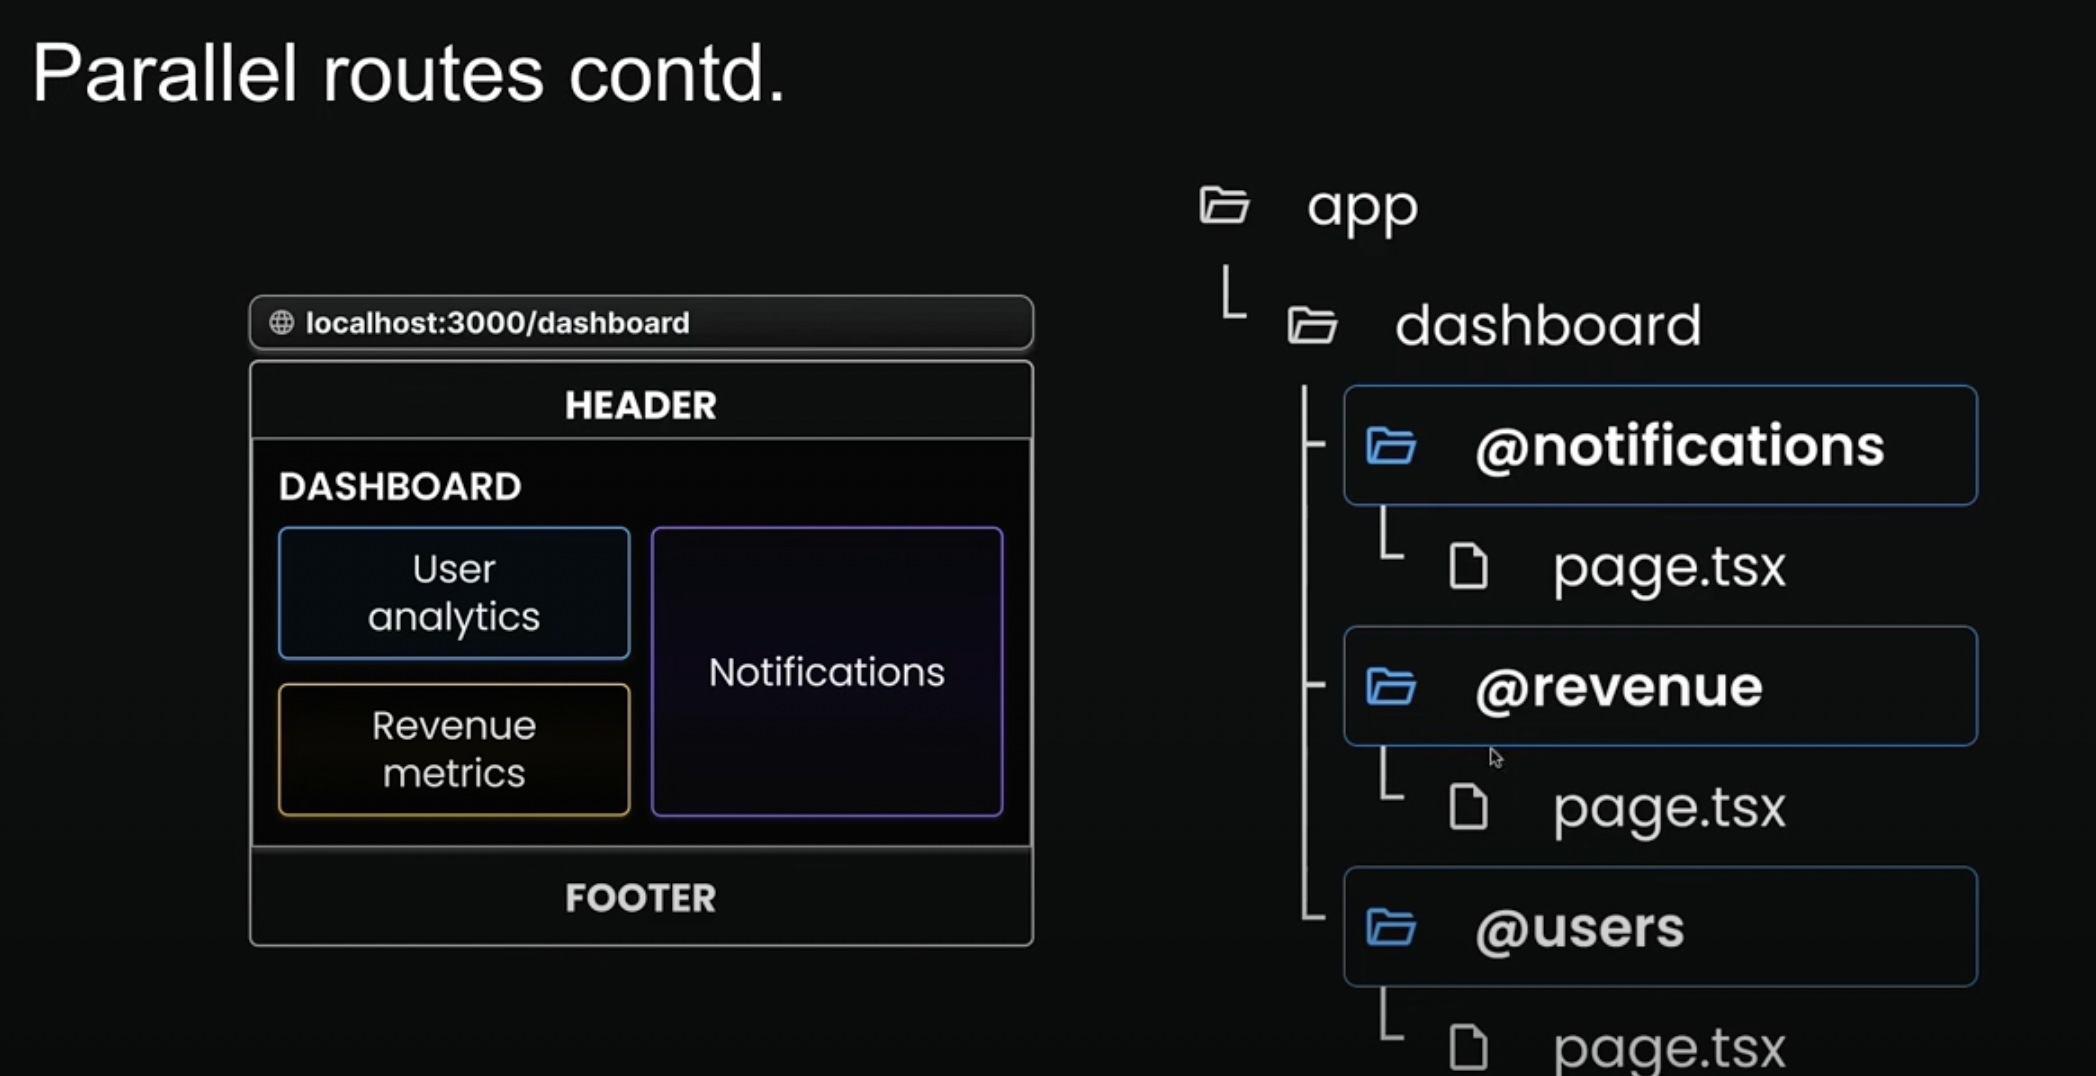 Parallel routes contd.
localhost:3000/dashboard
HEADER
DASHBOARD
User
analytics
Revenue
metrics
Notifications
FOOTER
app
dashboard
@notifications
page.tsx
@revenue
page.tsx
@users
page.tsx